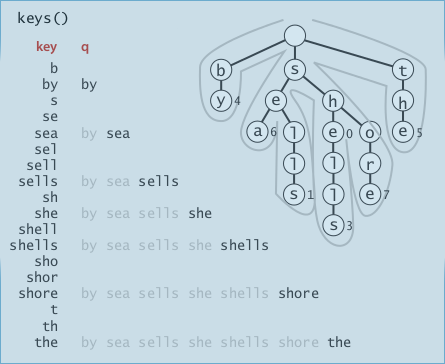 keys()
key q
b
by by
s
se
sea by sea
sel
sell
sells by sea sells
sh
she by sea sells she
shell
shells by sea sells she shells
sho
shor
shore by sea sells she shells shore
t
th
the by sea sells she shells shore the
b s t
y 4 e h h
a 6 l e 0 o e 5
l l r
s 1 l e 7
s 3